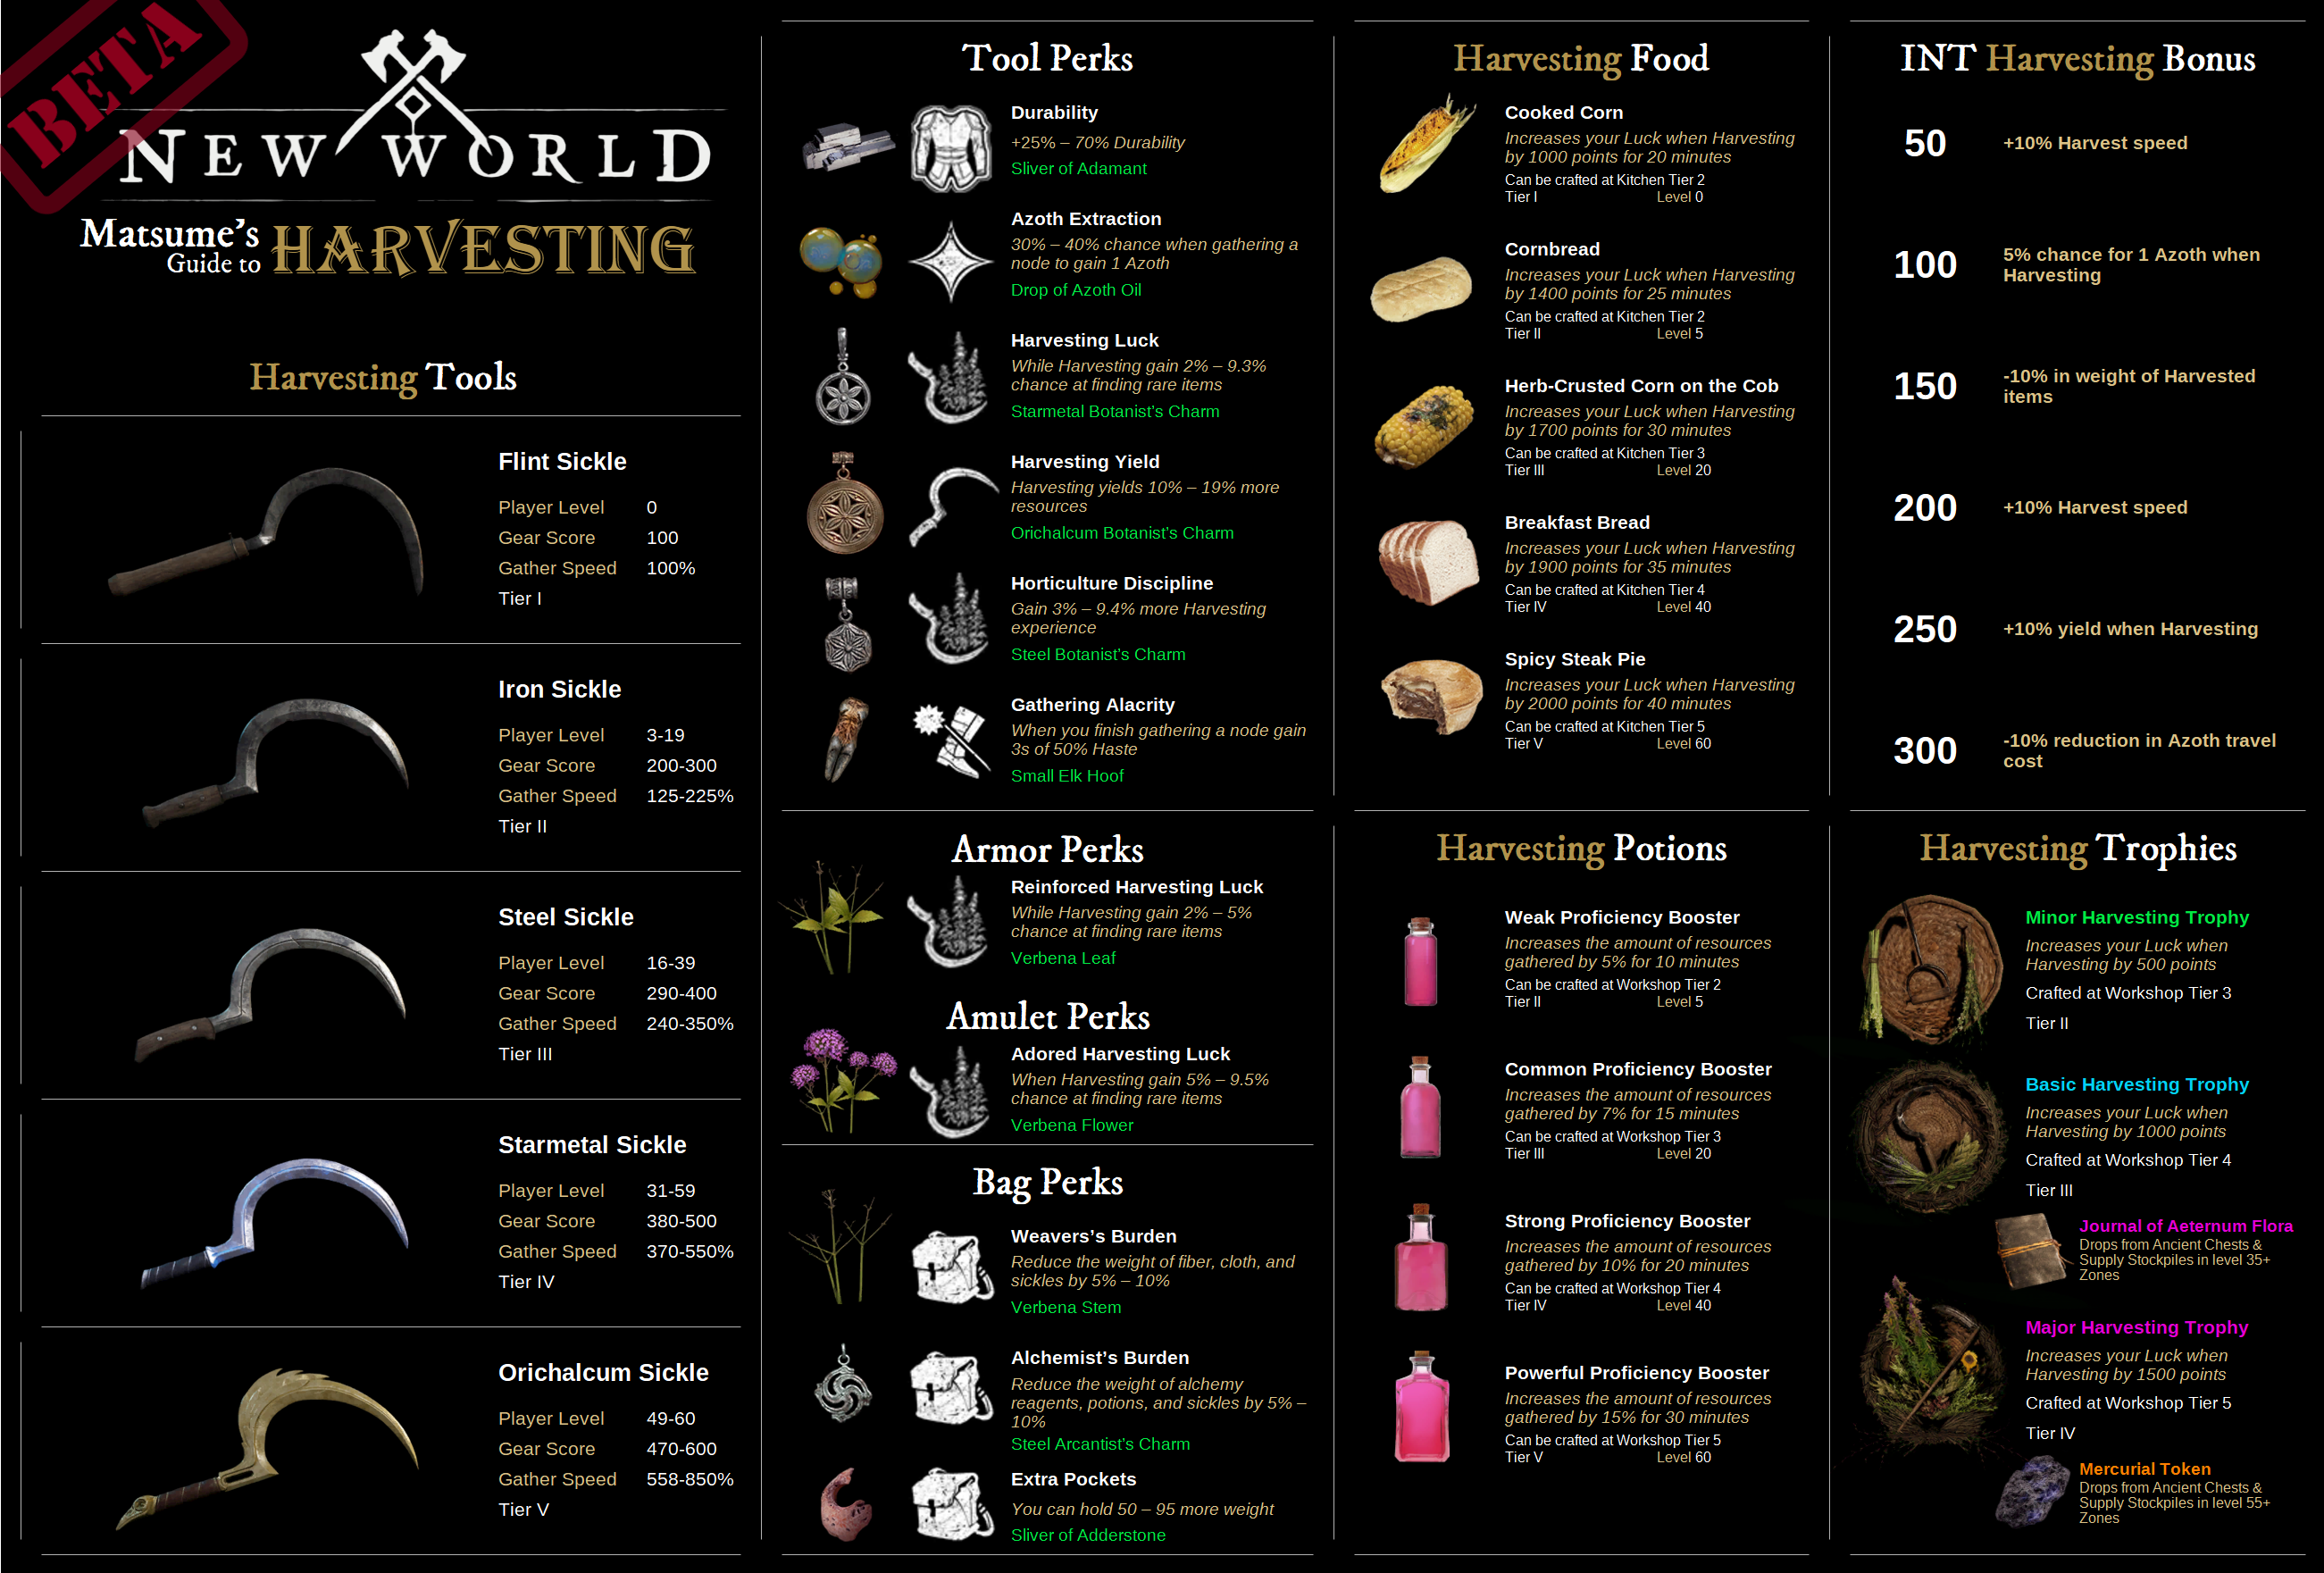 BETA
NEW WORLD
Matsume's
Guide to
HARVESTING
Harvesting Tools
Flint Sickle
Player Level 0
Gear Score 100
Gather Speed 100%
Tier I
Iron Sickle
Player Level 3-19
Gear Score 200-300
Gather Speed 125-225%
Tier II
Steel Sickle
Player Level 16-39
Gear Score 290-400
Gather Speed 240-350%
Tier III
Starmetal Sickle
Player Level 31-59
Gear Score 380-500
Gather Speed 370-550%
Tier IV
Orichalcum Sickle
Player Level 49-60
Gear Score 470-600
Gather Speed 558-850%
Tier V
Tool Perks
Durability
+25% – 70% Durability
Sliver of Adamant
Azoth Extraction
30% – 40% chance when gathering a
node to gain 1 Azoth
Drop of Azoth Oil
Harvesting Luck
While Harvesting gain 2% – 9.3%
chance at finding rare items
Starmetal Botanist's Charm
Harvesting Yield
Harvesting yields 10% – 19% more
resources
Orichalcum Botanist's Charm
Horticulture Discipline
Gain 3% – 9.4% more Harvesting
experience
Steel Botanist's Charm
Gathering Alacrity
When you finish gathering a node gain
3s of 50% Haste
Small Elk Hoof
Armor Perks
Reinforced Harvesting Luck
While Harvesting gain 2% – 5%
chance at finding rare items
Verbena Leaf
Amulet Perks
Adored Harvesting Luck
When Harvesting gain 5% – 9.5%
chance at finding rare items
Verbena Flower
Bag Perks
Weavers's Burden
Reduce the weight of fiber, cloth, and
sickles by 5% – 10%
Verbena Stem
Alchemist's Burden
Reduce the weight of alchemy
reagents, potions, and sickles by 5% –
10%
Steel Arcantist's Charm
Extra Pockets
You can hold 50 – 95 more weight
Sliver of Adderstone
Harvesting Food
Cooked Corn
Increases your Luck when Harvesting
by 1000 points for 20 minutes
Can be crafted at Kitchen Tier 2
Tier I Level 0
Cornbread
Increases your Luck when Harvesting
by 1400 points for 25 minutes
Can be crafted at Kitchen Tier 2
Tier II Level 5
Herb-Crusted Corn on the Cob
Increases your Luck when Harvesting
by 1700 points for 30 minutes
Can be crafted at Kitchen Tier 3
Tier III Level 20
Breakfast Bread
Increases your Luck when Harvesting
by 1900 points for 35 minutes
Can be crafted at Kitchen Tier 4
Tier IV Level 40
Spicy Steak Pie
Increases your Luck when Harvesting
by 2000 points for 40 minutes
Can be crafted at Kitchen Tier 5
Tier V Level 60
Harvesting Potions
Weak Proficiency Booster
Increases the amount of resources
gathered by 5% for 10 minutes
Can be crafted at Workshop Tier 2
Tier II Level 5
Common Proficiency Booster
Increases the amount of resources
gathered by 7% for 15 minutes
Can be crafted at Workshop Tier 3
Tier III Level 20
Strong Proficiency Booster
Increases the amount of resources
gathered by 10% for 20 minutes
Can be crafted at Workshop Tier 4
Tier IV Level 40
Powerful Proficiency Booster
Increases the amount of resources
gathered by 15% for 30 minutes
Can be crafted at Workshop Tier 5
Tier V Level 60
INT Harvesting Bonus
50 +10% Harvest speed
100 5% chance for 1 Azoth when
Harvesting
150 -10% in weight of Harvested
items
200 +10% Harvest speed
250 +10% yield when Harvesting
300 -10% reduction in Azoth travel
cost
Harvesting Trophies
Minor Harvesting Trophy
Increases your Luck when
Harvesting by 500 points
Crafted at Workshop Tier 3
Tier II
Basic Harvesting Trophy
Increases your Luck when
Harvesting by 1000 points
Crafted at Workshop Tier 4
Tier III
Journal of Aeternum Flora
Drops from Ancient Chests &
Supply Stockpiles in level 35+
Zones
Major Harvesting Trophy
Increases your Luck when
Harvesting by 1500 points
Crafted at Workshop Tier 5
Tier IV
Mercurial Token
Drops from Ancient Chests &
Supply Stockpiles in level 55+
Zones